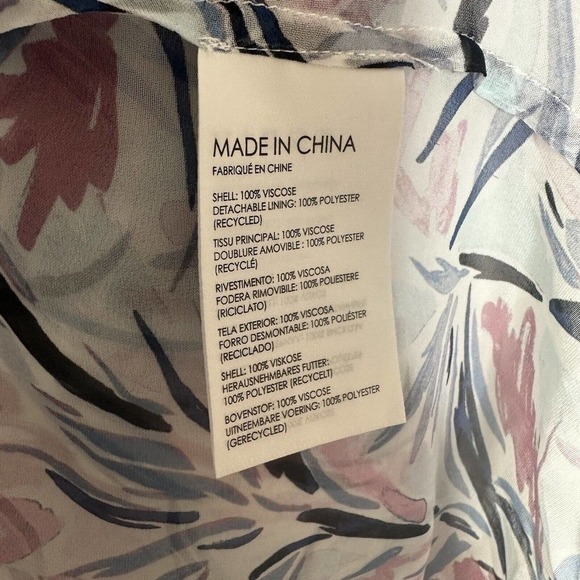 MADE IN CHINA
FABRIQUÉ EN CHINE
SHELL: 100% VISCOSE
DETACHABLE LINING: 100% POLYESTER
(RECYCLED)
TISSU PRINCIPAL: 100% VISCOSE
DOUBLURE AMOVIBLE : 100% POLYESTER
(RECYCLÉ)
RIVESTIMENTO: 100% VISCOSA
FODERA RIMOVIBILE: 100% POLIESTERE
(RICICLATO)
TELA EXTERIOR: 100% VISCOSA
FORRO DESMONTABLE: 100% POLIÉSTER
(RECICLADO)
SHELL: 100% VISKOSE
HERAUSNEHMBARES FUTTER:
100% POLYESTER (RECYCELT)
BOVENSTOF: 100% VISCOSE
UITNEEMBARE VOERING: 100% POLYESTER
(GERECYCLED)